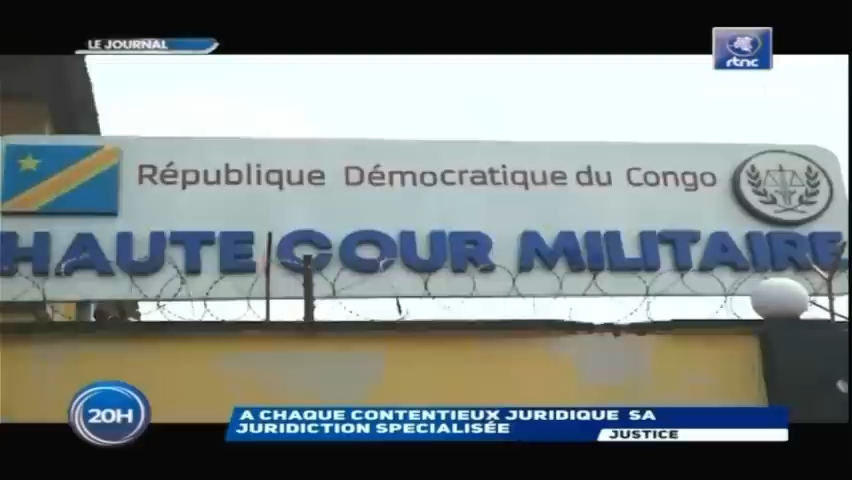 LE JOURNAL
rtnc
République Démocratique du Congo
HAUTE COUR MILITAIRE
20H
A CHAQUE CONTENTIEUX JURIDIQUE SA
JURIDICTION SPECIALISÉE
JUSTICE